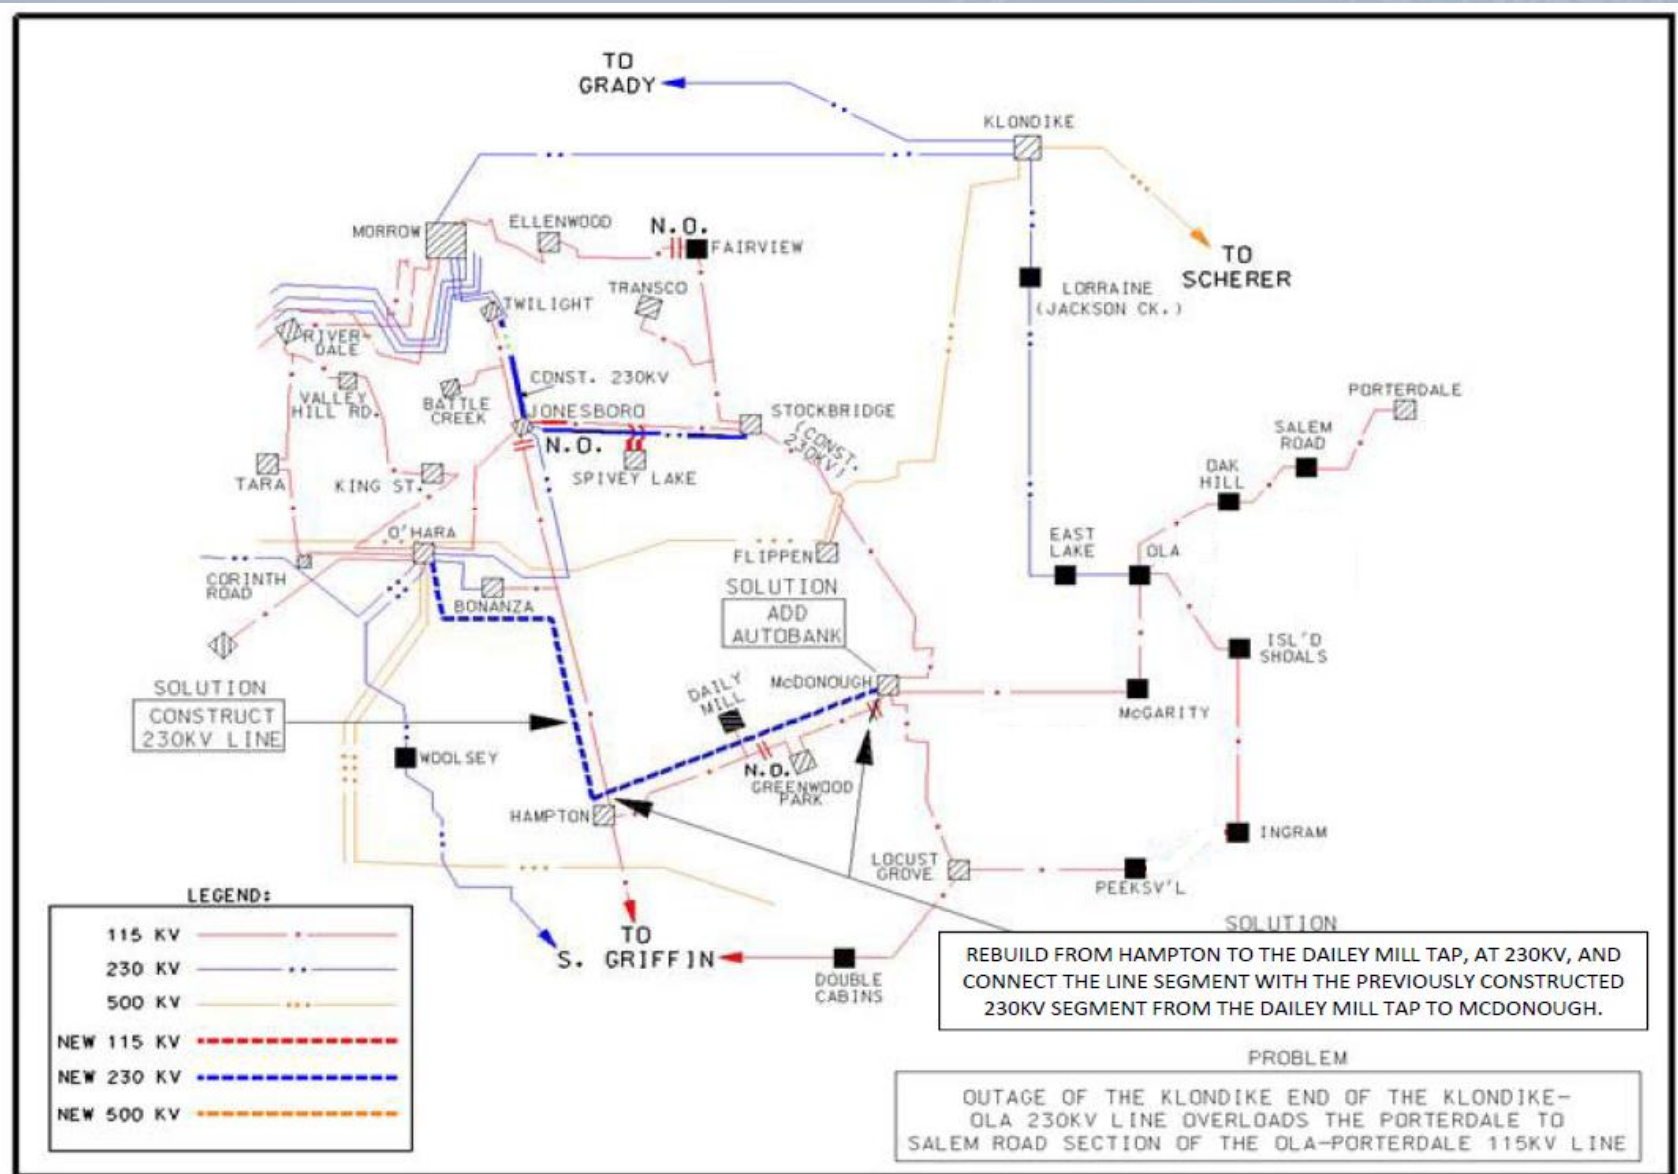 TO
GRADY
KLONDIKE
MORROW
ELLENWOOD
N.O.
FAIRVIEW
TO
SCHERER
TRANSCO
LORRAINE
(JACKSON CK.)
TWILIGHT
RIVER-
DALE
CONST. 230KV
VALLEY
HILL RD.
BATTLE
CREEK
JONESBORO
STOCKBRIDGE
(CONST.
230KV)
PORTERDALE
SALEM
ROAD
OAK
HILL
N.O.
SPIVEY LAKE
TARA
KING ST.
O'HARA
FLIPPEN
EAST
LAKE
OLA
CORINTH
ROAD
BONANZA
SOLUTION
ADD
AUTOBANK
ISL'D
SHOALS
SOLUTION
CONSTRUCT
230KV LINE
DAILY
MILL
McDONOUGH
McGARITY
WOOLSEY
N.O.
GREENWOOD
PARK
HAMPTON
INGRAM
LOCUST
GROVE
PEEKSV'L
TO
S. GRIFFIN
DOUBLE
CABINS
SOLUTION
REBUILD FROM HAMPTON TO THE DAILEY MILL TAP, AT 230KV, AND
CONNECT THE LINE SEGMENT WITH THE PREVIOUSLY CONSTRUCTED
230KV SEGMENT FROM THE DAILEY MILL TAP TO MCDONOUGH.
LEGEND:
115 KV
230 KV
500 KV
NEW 115 KV
NEW 230 KV
NEW 500 KV
PROBLEM
OUTAGE OF THE KLONDIKE END OF THE KLONDIKE-
OLA 230KV LINE OVERLOADS THE PORTERDALE TO
SALEM ROAD SECTION OF THE OLA-PORTERDALE 115KV LINE